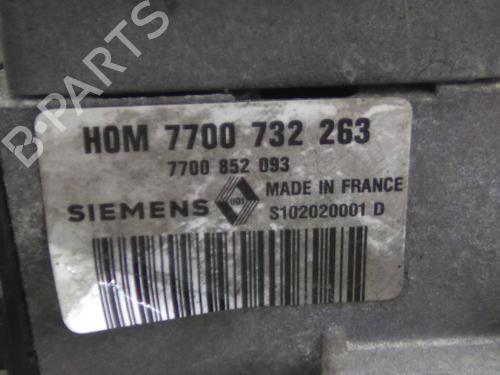 HOM 7700 732 263
7700 852 093
SIEMENS MADE IN FRANCE
S102020001 D
B-PARTS